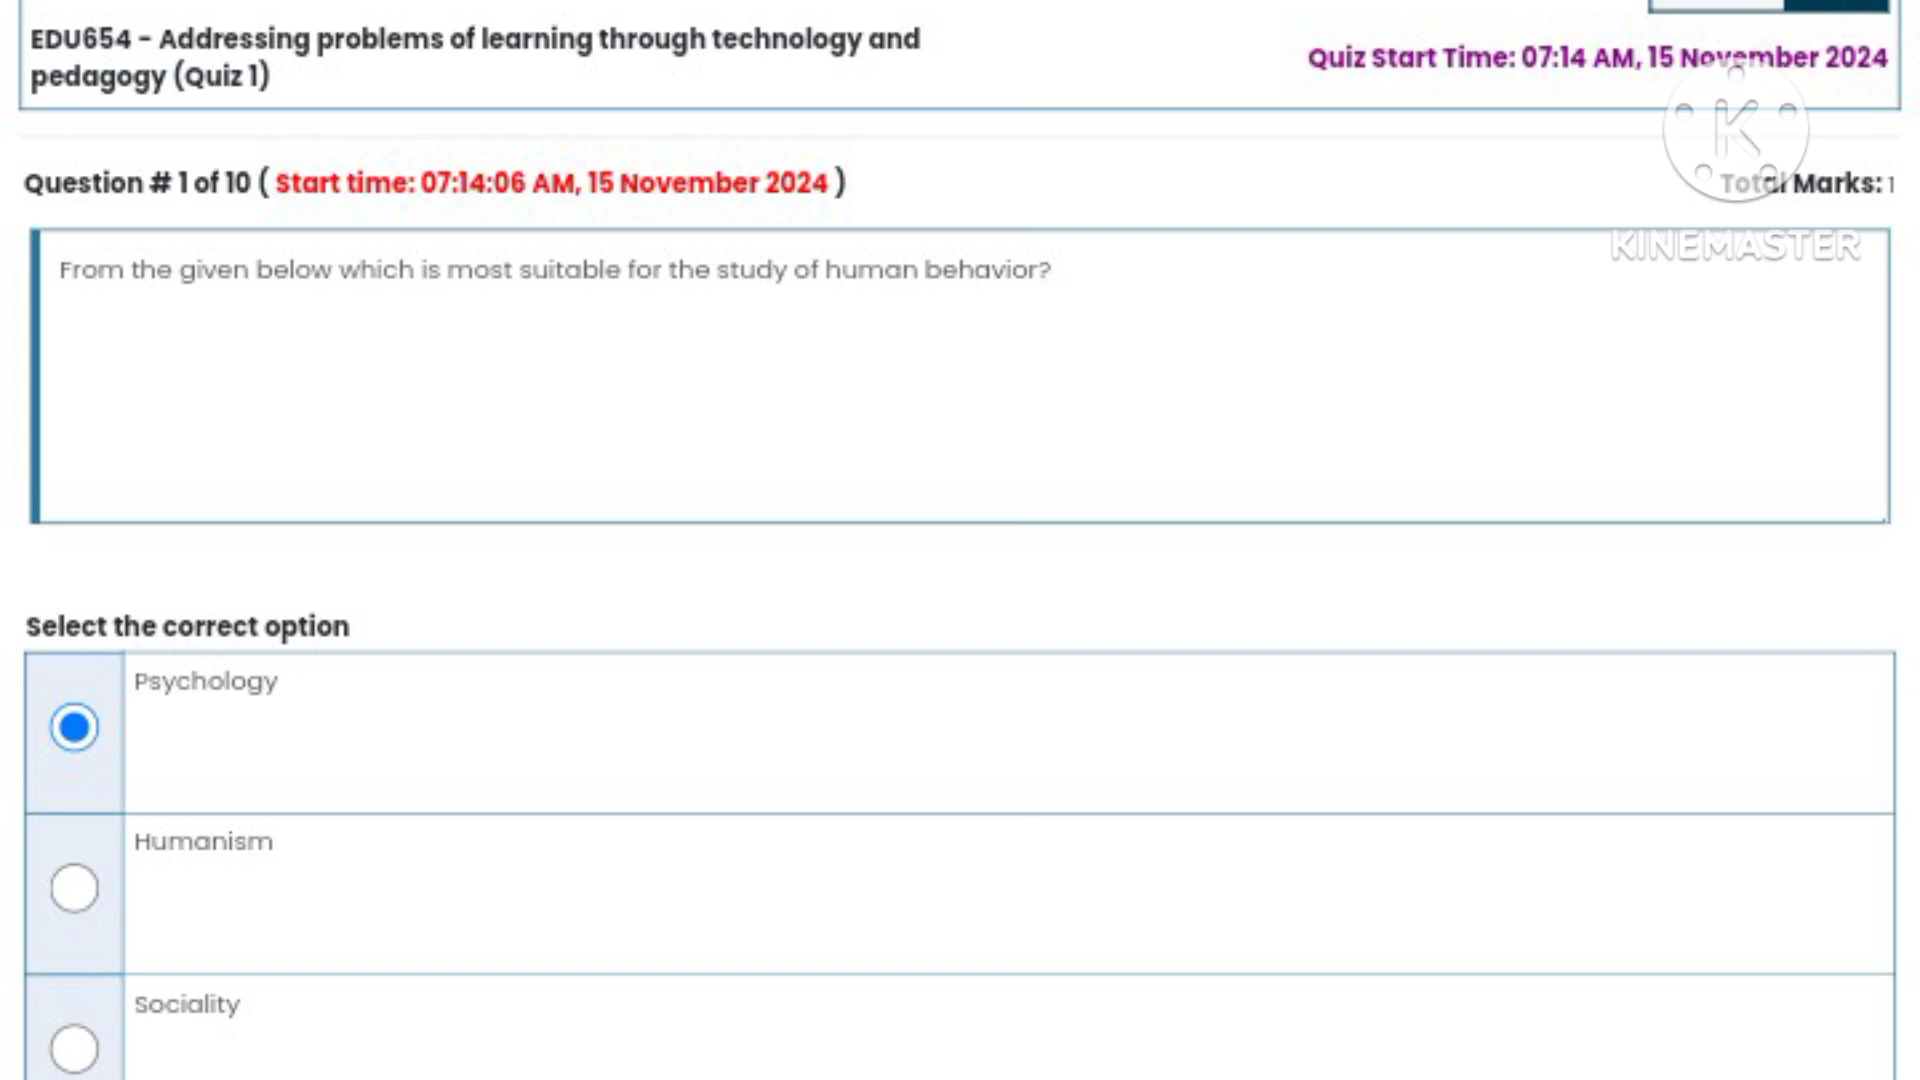 EDU654 - Addressing problems of learning through technology and
pedagogy (Quiz 1)
Quiz Start Time: 07:14 AM, 15 November 2024
Question # 1 of 10 ( Start time: 07:14:06 AM, 15 November 2024 )
Total Marks: 1
K
KINEMASTER
From the given below which is most suitable for the study of human behavior?
Select the correct option
Psychology
Humanism
Sociality